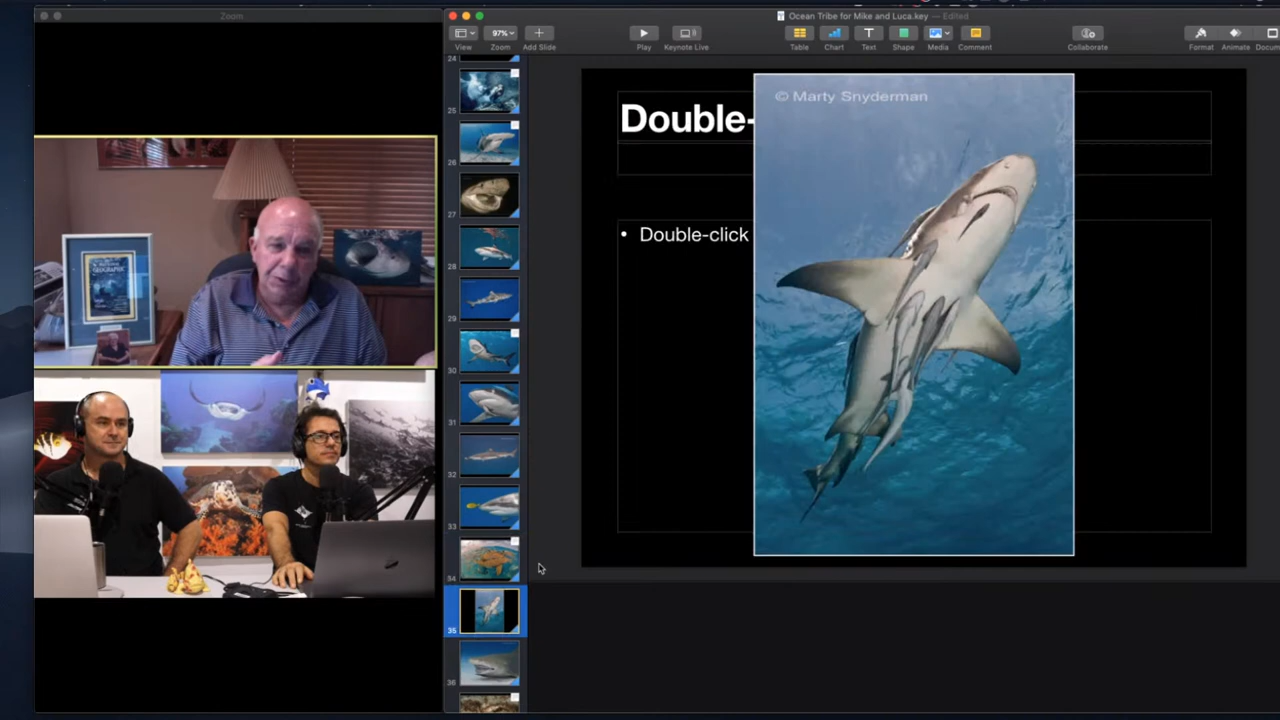 Zoom
Ocean Tribe for Mike and Luca.key — Edited
97%
View
Zoom
Add Slide
Play
Keynote Live
Table
Chart
Text
Shape
Media
Comment
Collaborate
Format
Animate
Docum
24
25
26
27
28
29
30
31
32
33
34
35
36
© Marty Snyderman
Double-
• Double-click
GEOGRAPHIC